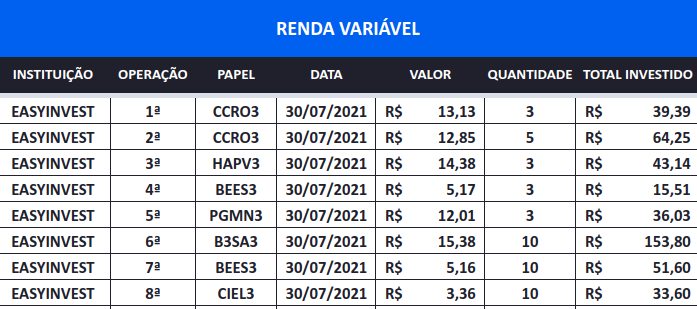 RENDA VARIÁVEL
INSTITUIÇÃO OPERAÇÃO PAPEL DATA VALOR QUANTIDADE TOTAL INVESTIDO
EASYINVEST 1ª CCRO3 30/07/2021 R$ 13,13 3 R$ 39,39
EASYINVEST 2ª CCRO3 30/07/2021 R$ 12,85 5 R$ 64,25
EASYINVEST 3ª HAPV3 30/07/2021 R$ 14,38 3 R$ 43,14
EASYINVEST 4ª BEES3 30/07/2021 R$ 5,17 3 R$ 15,51
EASYINVEST 5ª PGMN3 30/07/2021 R$ 12,01 3 R$ 36,03
EASYINVEST 6ª B3SA3 30/07/2021 R$ 15,38 10 R$ 153,80
EASYINVEST 7ª BEES3 30/07/2021 R$ 5,16 10 R$ 51,60
EASYINVEST 8ª CIEL3 30/07/2021 R$ 3,36 10 R$ 33,60